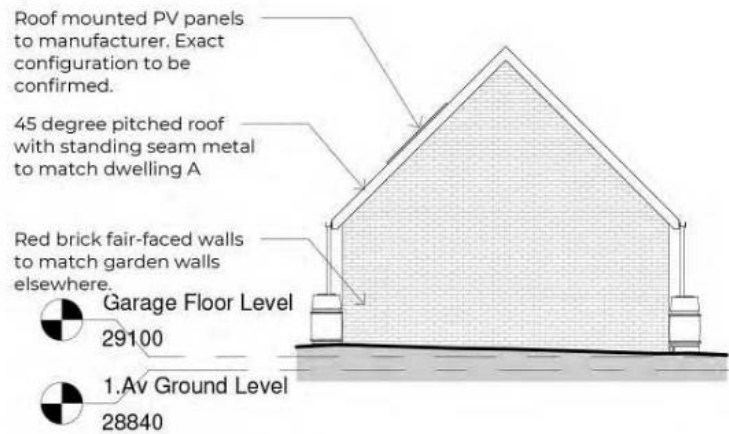 Roof mounted PV panels
to manufacturer. Exact
configuration to be
confirmed.
45 degree pitched roof
with standing seam metal
to match dwelling A
Red brick fair-faced walls
to match garden walls
elsewhere.
Garage Floor Level
29100
1.Av Ground Level
28840